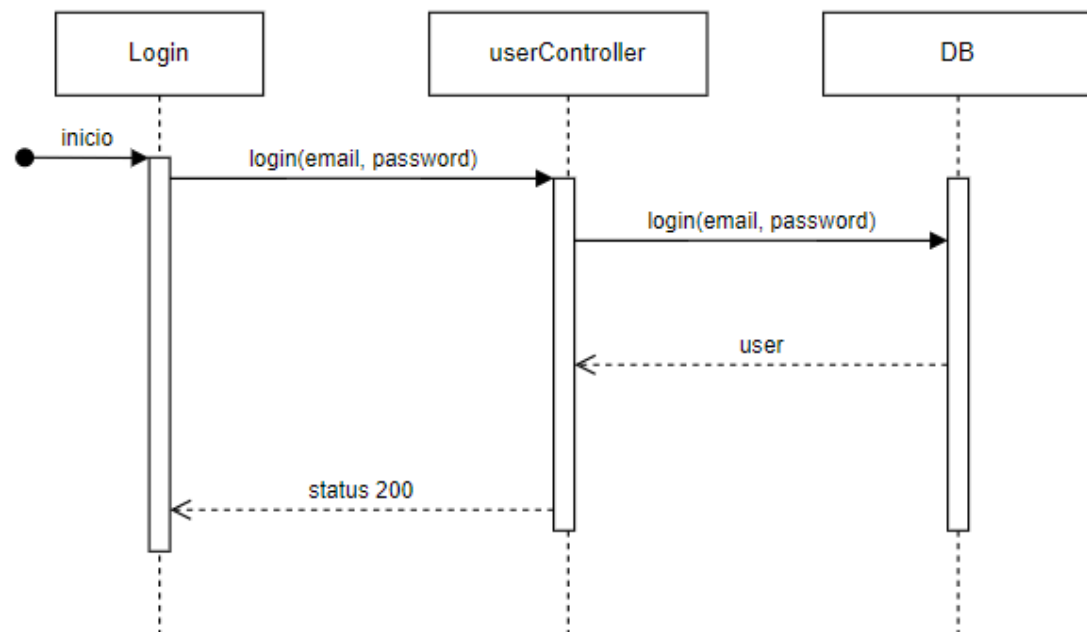 Login
userController
DB
inicio
login(email, password)
login(email, password)
user
status 200